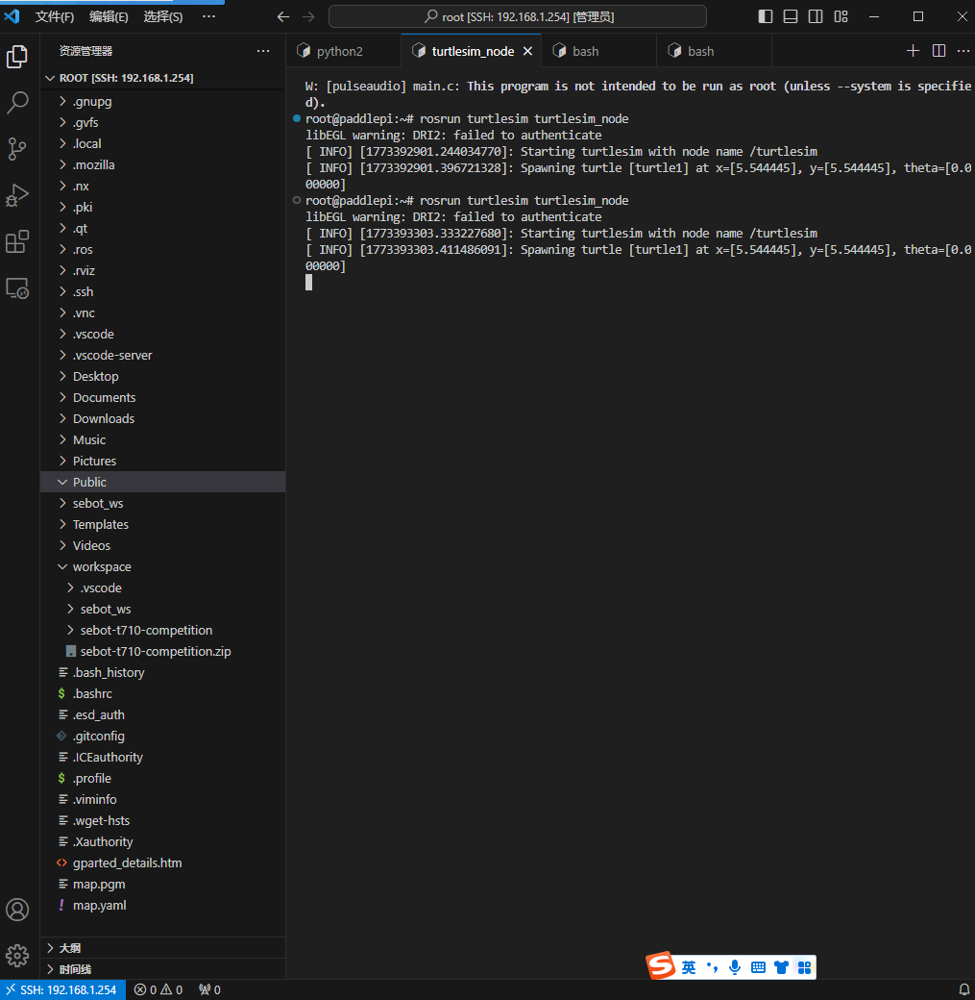 文件(F) 编辑(E) 选择(S) ··· root [SSH: 192.168.1.254] [管理员]
资源管理器 ···
ROOT [SSH: 192.168.1.254]
.gnupg
.gvfs
.local
.mozilla
.nx
.pki
.qt
.ros
.rviz
.ssh
.vnc
.vscode
.vscode-server
Desktop
Documents
Downloads
Music
Pictures
Public
sebot_ws
Templates
Videos
workspace
.vscode
sebot_ws
sebot-t710-competition
sebot-t710-competition.zip
.bash_history
.bashrc
.esd_auth
.gitconfig
.ICEauthority
.profile
.viminfo
.wget-hsts
.Xauthority
gparted_details.htm
map.pgm
map.yaml
大纲
时间线
python2 turtlesim_node bash bash
W: [pulseaudio] main.c: This program is not intended to be run as root (unless --system is specifie
d).
root@paddlepi:~# rosrun turtlesim turtlesim_node
libEGL warning: DRI2: failed to authenticate
[ INFO] [1773392901.244034770]: Starting turtlesim with node name /turtlesim
[ INFO] [1773392901.396721328]: Spawning turtle [turtle1] at x=[5.544445], y=[5.544445], theta=[0.0
00000]
root@paddlepi:~# rosrun turtlesim turtlesim_node
libEGL warning: DRI2: failed to authenticate
[ INFO] [1773393303.333227680]: Starting turtlesim with node name /turtlesim
[ INFO] [1773393303.411486091]: Spawning turtle [turtle1] at x=[5.544445], y=[5.544445], theta=[0.0
00000]
S 英
SSH: 192.168.1.254 0 0 0